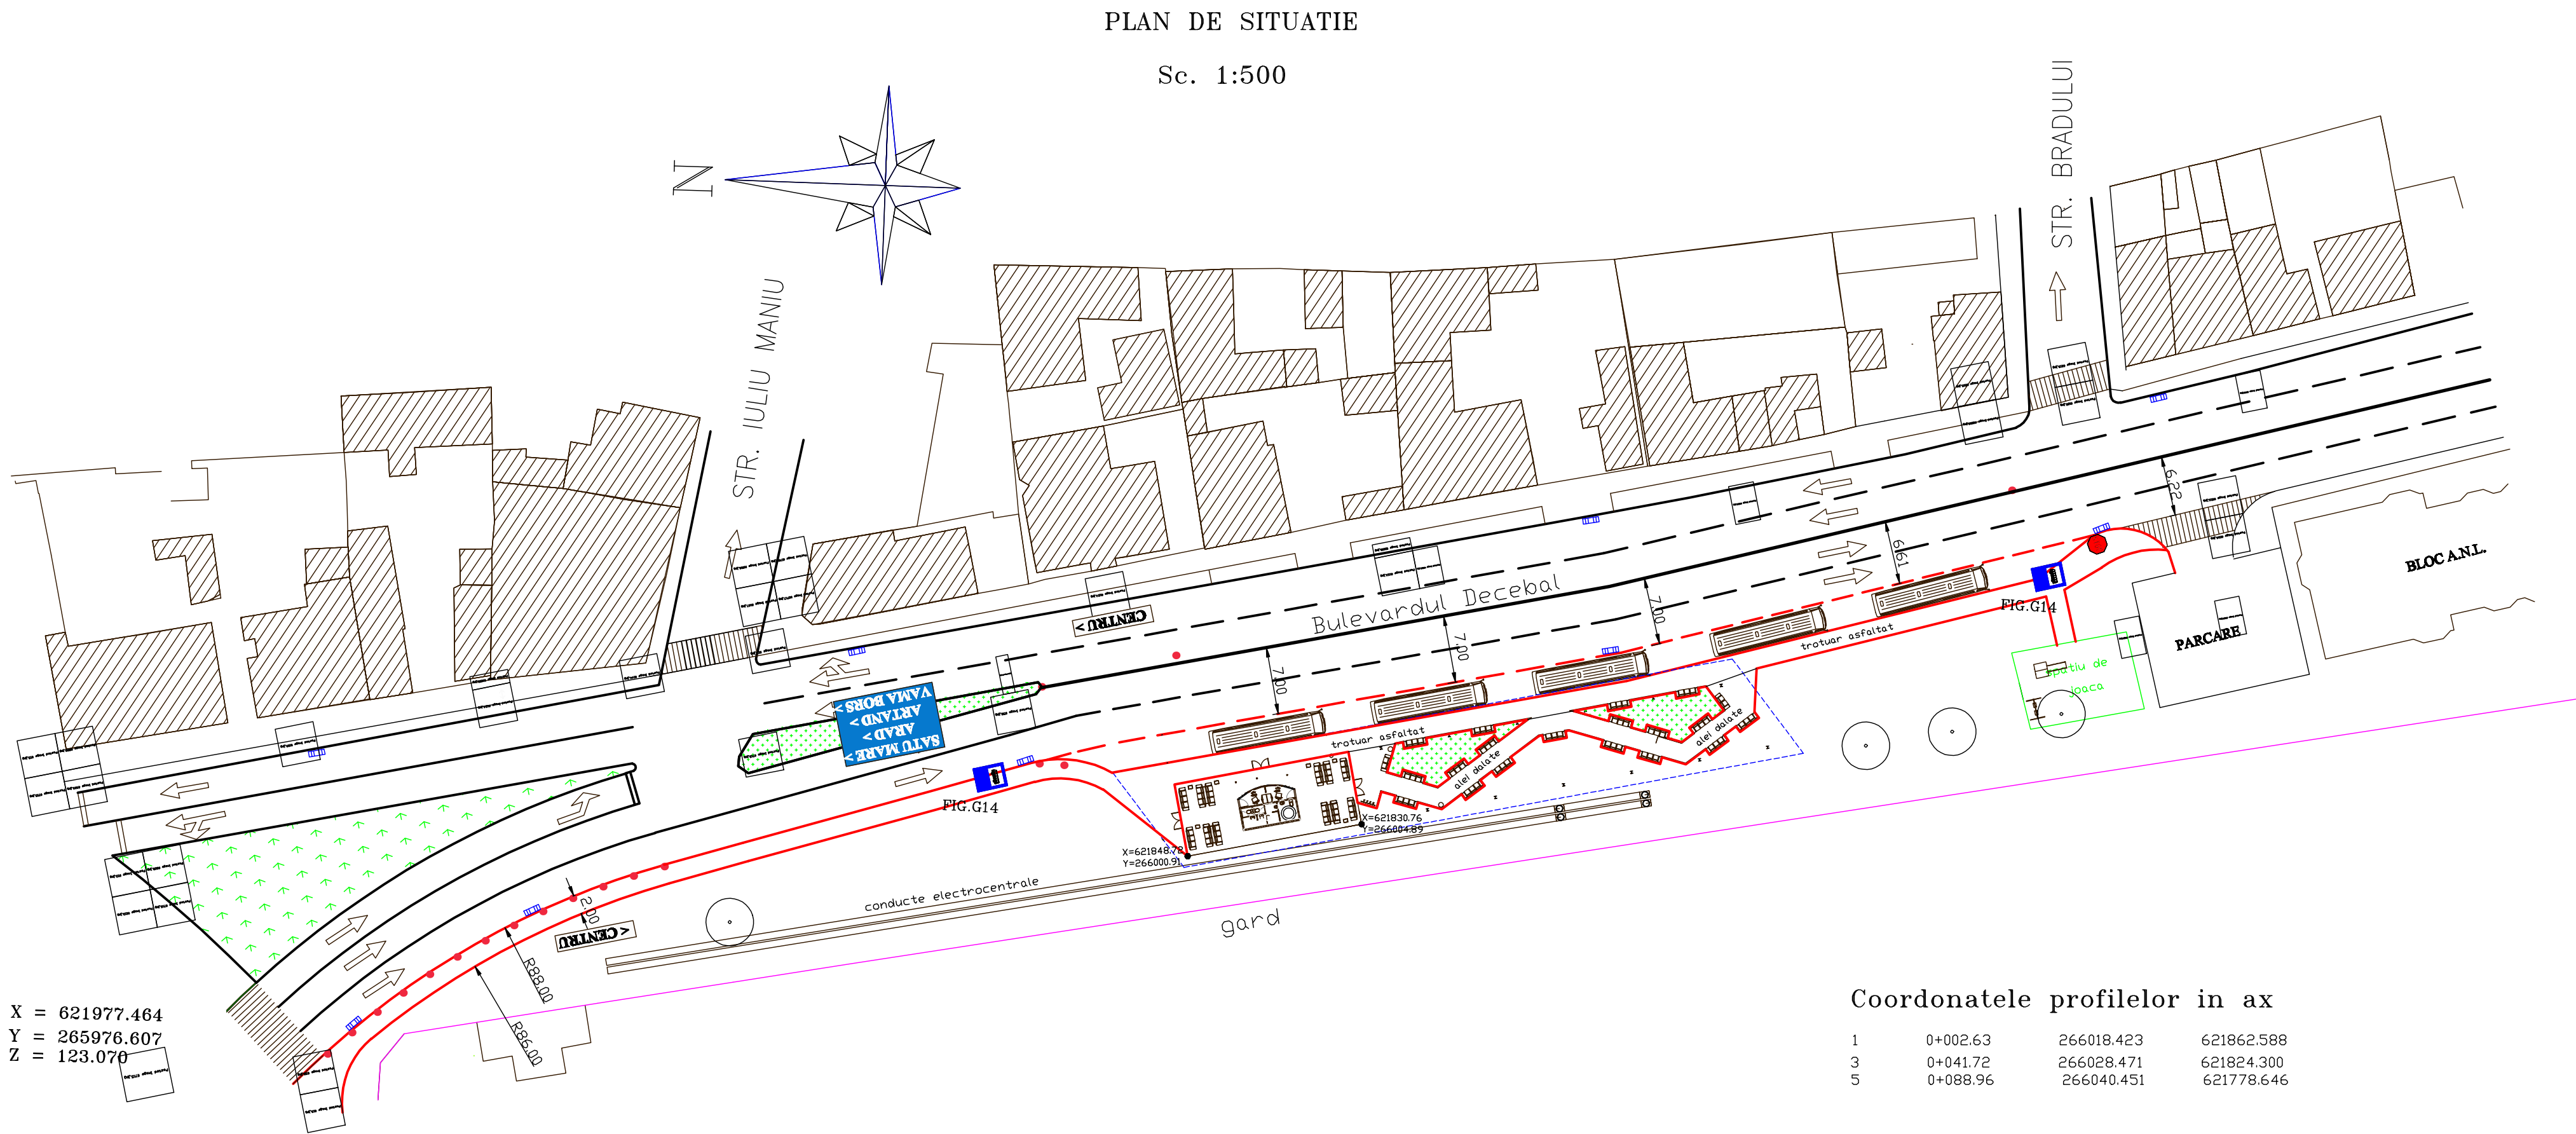 PLAN DE SITUATIE
Sc. 1:500
N
STR. BRADULUI
STR. IULIU MANIU
6.22
6.61
BLOC A.N.L.
CENTRU >
Bulevardul Decebal
7.00
7.00
7.00
FIG.G14
trotuar asfaltat
PARCARE
spatiu de
joaca
SATU MARE >
ARAD >
ARTAND >
VAMA BORS >
trotuar asfaltat
alei dalate
alei dalate
FIG.G14
X=621830.76
Y=266004.89
X=621848.72
Y=266000.91
conducte electrocentrale
gard
2.00
< CENTRU
R88.00
R86.00
X = 621977.464
Y = 265976.607
Z = 123.070
Coordonatele profilelor in ax
1 0+002.63 266018.423 621862.588
3 0+041.72 266028.471 621824.300
5 0+088.96 266040.451 621778.646